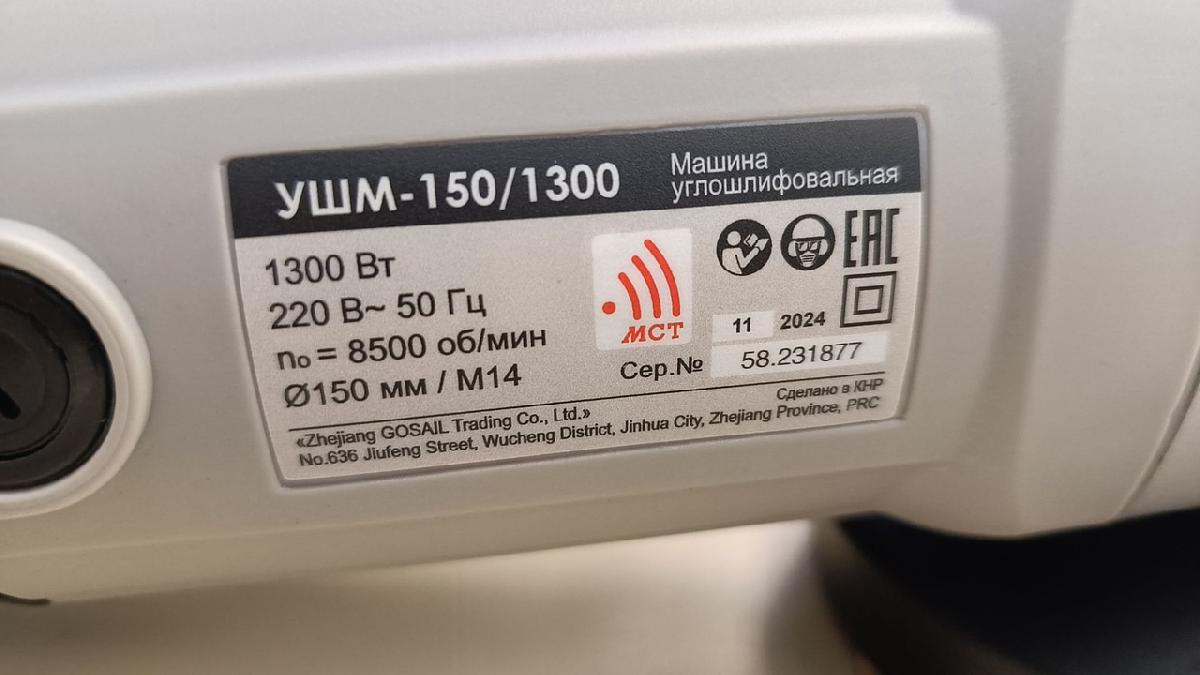 УШМ-150/1300
Машина
углошлифовальная
1300 Вт
220 В~ 50 Гц
n₀ = 8500 об/мин
Ø150 мм / М14
МСТ
ЕАС
11 2024
Сер.№ 58.231877
Сделано в КНР
«Zhejiang GOSAIL Trading Co., Ltd.»
No.636 Jiufeng Street, Wucheng District, Jinhua City, Zhejiang Province, PRC